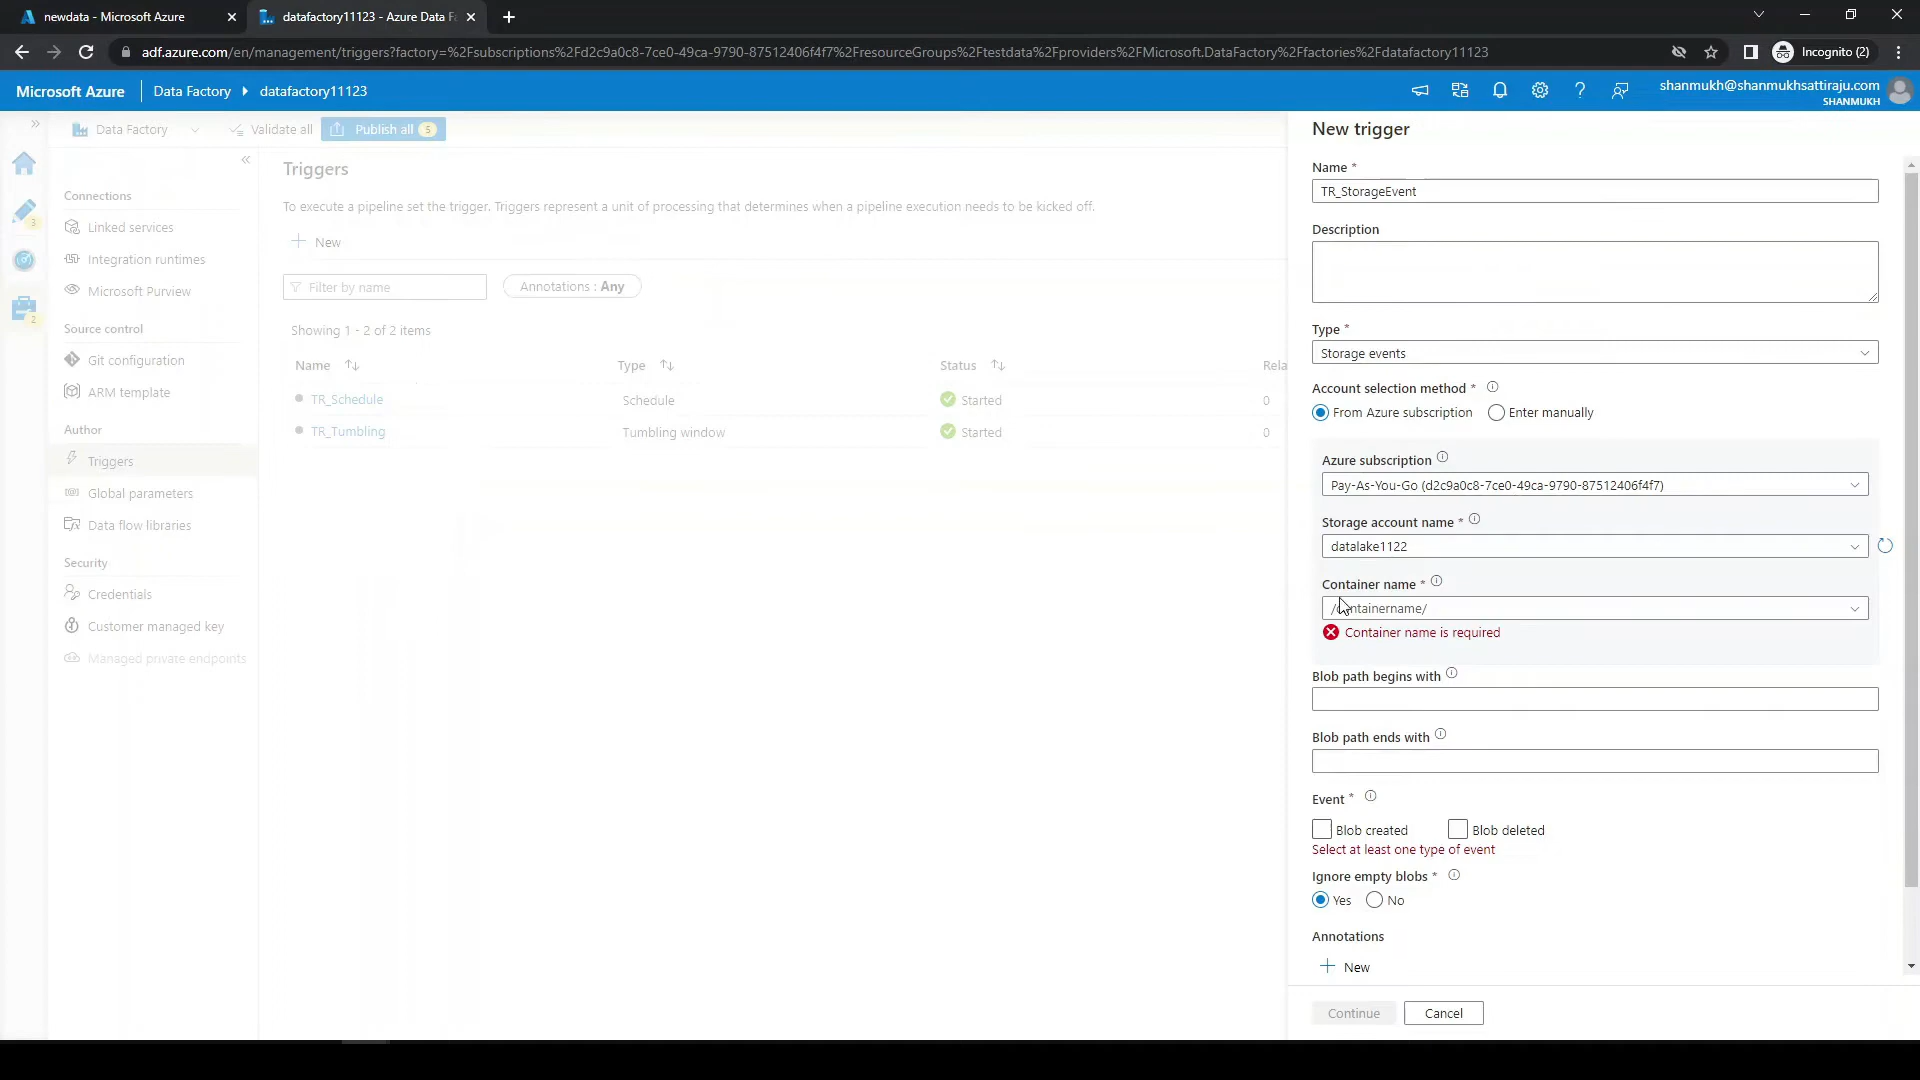 newdata - Microsoft Azure
datafactory11123 - Azure Data Fa
adf.azure.com/en/management/triggers?factory=%2Fsubscriptions%2Fd2c9a0c8-7ce0-49ca-9790-87512406f4f7%2FresourceGroups%2Ftestdata%2Fproviders%2FMicrosoft.DataFactory%2Ffactories%2Fdatafactory11123
Incognito (2)
Microsoft Azure
Data Factory
datafactory11123
shanmukh@shanmukhsattiraju.com
SHANMUKH
Data Factory
Validate all
Publish all 5
3
2
Connections
Linked services
Integration runtimes
Microsoft Purview
Source control
Git configuration
ARM template
Author
Triggers
Global parameters
Data flow libraries
Security
Credentials
Customer managed key
Managed private endpoints
Triggers
To execute a pipeline set the trigger. Triggers represent a unit of processing that determines when a pipeline execution needs to be kicked off.
New
Filter by name
Annotations : Any
Showing 1 - 2 of 2 items
Name Type Status Rela
TR_Schedule Schedule Started 0
TR_Tumbling Tumbling window Started 0
New trigger
Name *
TR_StorageEvent
Description
Type *
Storage events
Account selection method *
From Azure subscription Enter manually
Azure subscription
Pay-As-You-Go (d2c9a0c8-7ce0-49ca-9790-87512406f4f7)
Storage account name *
datalake1122
Container name *
/containername/
Container name is required
Blob path begins with
Blob path ends with
Event *
Blob created Blob deleted
Select at least one type of event
Ignore empty blobs *
Yes No
Annotations
New
Continue Cancel